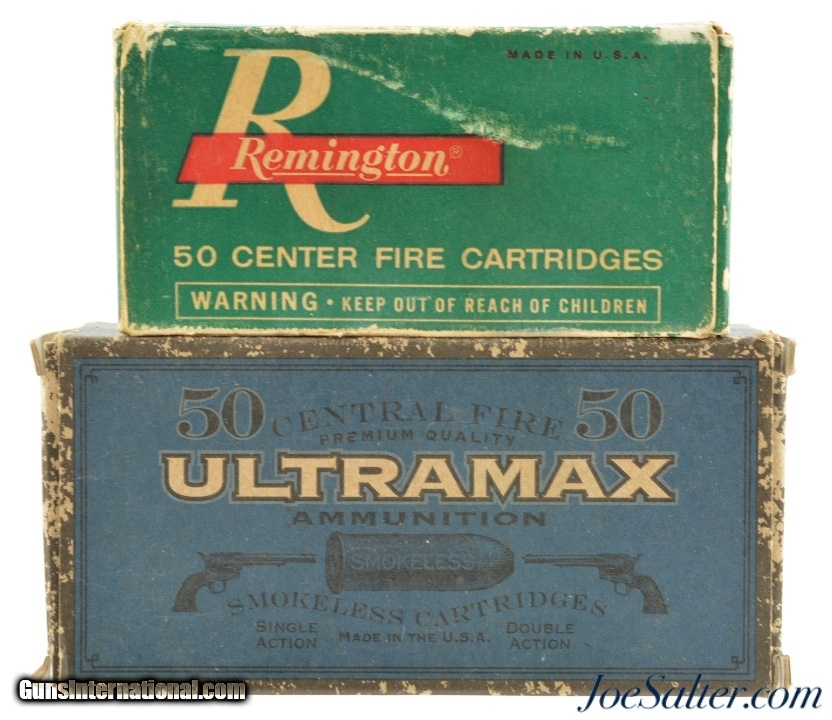 MADE IN U.S.A.
R
Remington®
50 CENTER FIRE CARTRIDGES
WARNING • KEEP OUT OF REACH OF CHILDREN
50 CENTRAL FIRE 50
PREMIUM QUALITY
ULTRAMAX
AMMUNITION
SMOKELESS
SMOKELESS CARTRIDGES
SINGLE ACTION
MADE IN THE U.S.A.
DOUBLE ACTION
GunsInternational.com
JoeSalter.com